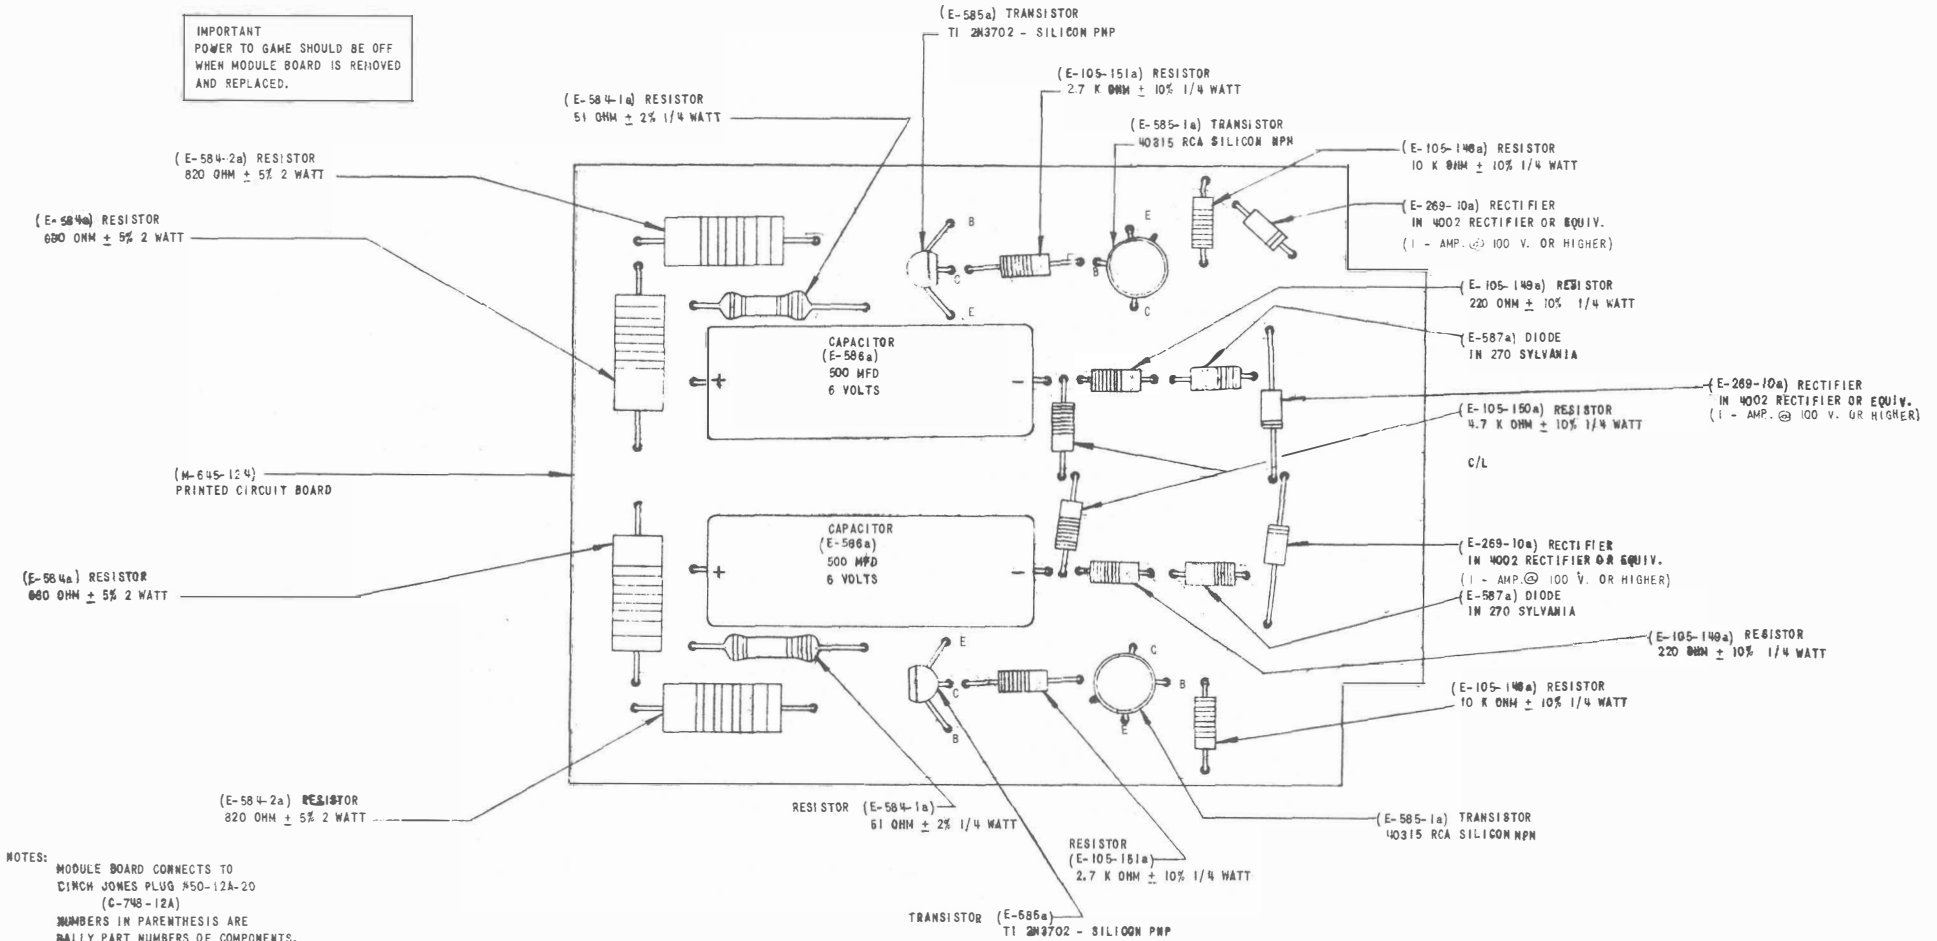 IMPORTANT
POWER TO GAME SHOULD BE OFF
WHEN MODULE BOARD IS REMOVED
AND REPLACED.
(E-585a) TRANSISTOR
TI 2N3702 - SILICON PNP
(E-105-151a) RESISTOR
2.7 K OHM ± 10% 1/4 WATT
(E-584-1a) RESISTOR
51 OHM ± 2% 1/4 WATT
(E-585-1a) TRANSISTOR
40315 RCA SILICON NPN
(E-584-2a) RESISTOR
820 OHM ± 5% 2 WATT
(E-105-148a) RESISTOR
10 K OHM ± 10% 1/4 WATT
(E-584a) RESISTOR
680 OHM ± 5% 2 WATT
(E-269-10a) RECTIFIER
IN 4002 RECTIFIER OR EQUIV.
(1 - AMP. @ 100 V. OR HIGHER)
B
C
E
E
B
C
(E-105-149a) RESISTOR
220 OHM ± 10% 1/4 WATT
(E-587a) DIODE
IN 270 SYLVANIA
CAPACITOR
(E-586a)
500 MFD
6 VOLTS
+
-
(E-269-10a) RECTIFIER
IN 4002 RECTIFIER OR EQUIV.
(1 - AMP. @ 100 V. OR HIGHER)
(E-105-150a) RESISTOR
4.7 K OHM ± 10% 1/4 WATT
C/L
(M-645-124)
PRINTED CIRCUIT BOARD
CAPACITOR
(E-586a)
500 MFD
6 VOLTS
+
-
(E-269-10a) RECTIFIER
IN 4002 RECTIFIER OR EQUIV.
(1 - AMP. @ 100 V. OR HIGHER)
(E-587a) DIODE
IN 270 SYLVANIA
(E-584a) RESISTOR
680 OHM ± 5% 2 WATT
(E-105-149a) RESISTOR
220 OHM ± 10% 1/4 WATT
E
C
B
C
B
E
(E-105-148a) RESISTOR
10 K OHM ± 10% 1/4 WATT
(E-584-2a) RESISTOR
820 OHM ± 5% 2 WATT
RESISTOR (E-584-1a)
51 OHM ± 2% 1/4 WATT
(E-585-1a) TRANSISTOR
40315 RCA SILICON NPN
RESISTOR
(E-105-151a)
2.7 K OHM ± 10% 1/4 WATT
TRANSISTOR (E-585a)
TI 2N3702 - SILICON PNP
NOTES:
MODULE BOARD CONNECTS TO
CINCH JONES PLUG #50-12A-20
(C-748-12A)
NUMBERS IN PARENTHESIS ARE
BALLY PART NUMBERS OF COMPONENTS.